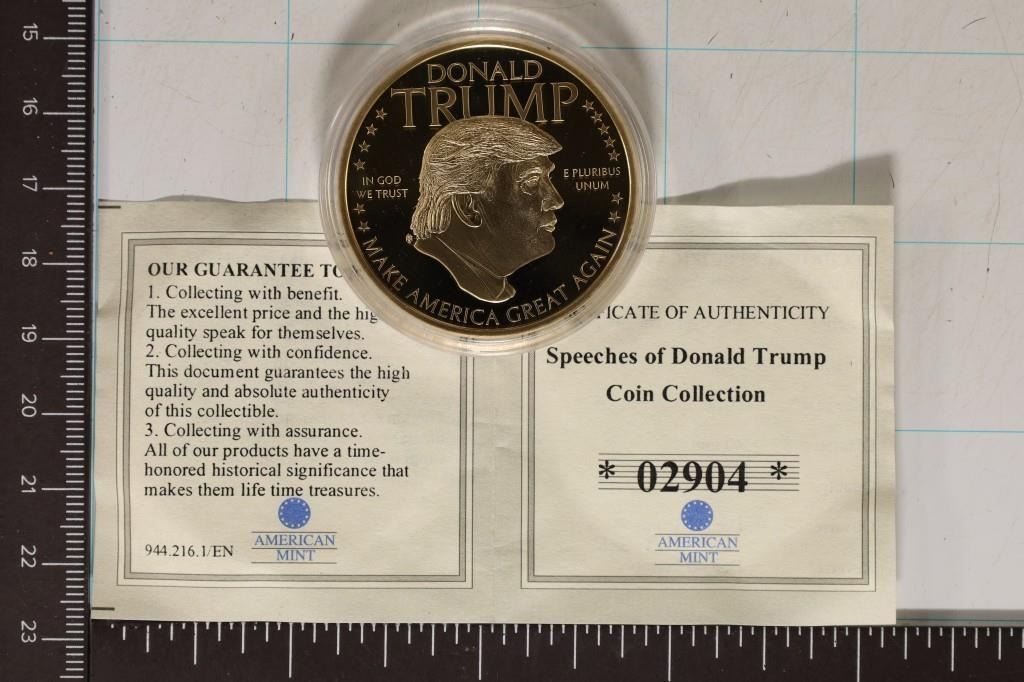 DONALD
TRUMP
IN GOD
WE TRUST
E PLURIBUS
UNUM
MAKE AMERICA GREAT AGAIN
OUR GUARANTEE TO
1. Collecting with benefit.
The excellent price and the hig
quality speak for themselves.
2. Collecting with confidence.
This document guarantees the high
quality and absolute authenticity
of this collectible.
3. Collecting with assurance.
All of our products have a time-
honored historical significance that
makes them life time treasures.
944.216.1/EN
AMERICAN
MINT
FICATE OF AUTHENTICITY
Speeches of Donald Trump
Coin Collection
* 02904 *
AMERICAN
MINT
15
16
17
18
19
20
21
22
23